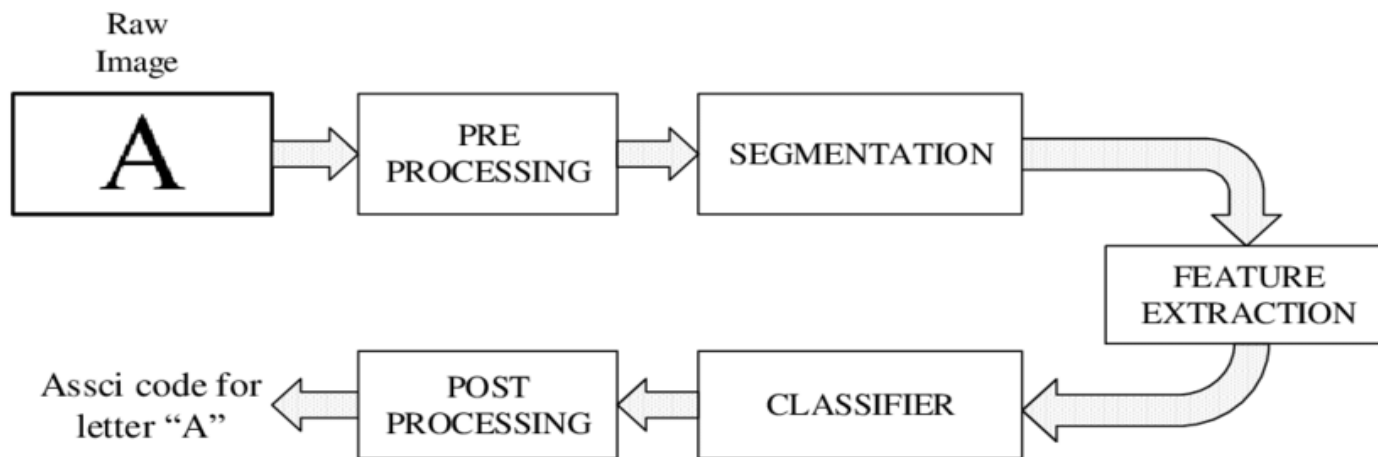 Raw
Image
A
PRE
PROCESSING
SEGMENTATION
FEATURE
EXTRACTION
CLASSIFIER
POST
PROCESSING
Assci code for
letter “A”